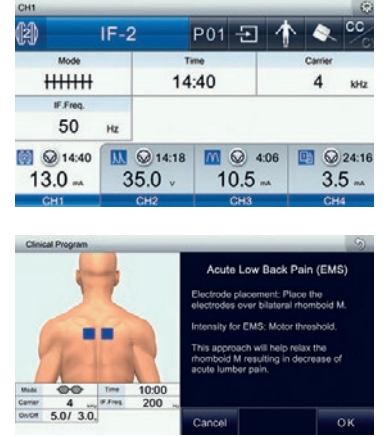 CH1
2 IF-2 P01 CC/C
Mode Time Carrier
14:40 4 kHz
IF.Freq.
50 Hz
14:40 14:18 4:06 24:16
13.0 mA 35.0 v 10.5 mA 3.5 mA
CH1 CH2 CH3 CH4
Clinical Program
Acute Low Back Pain (EMS)
Electrode placement: Place the
electrodes over bilateral rhomboid M.
Intensity for EMS: Motor threshold.
This approach will help relax the
rhomboid M resulting in decrease of
acute lumber pain.
Mode Time 10:00
Carrier 4 IF.Freq. 200
On/Off 5.0/ 3.0
Cancel OK